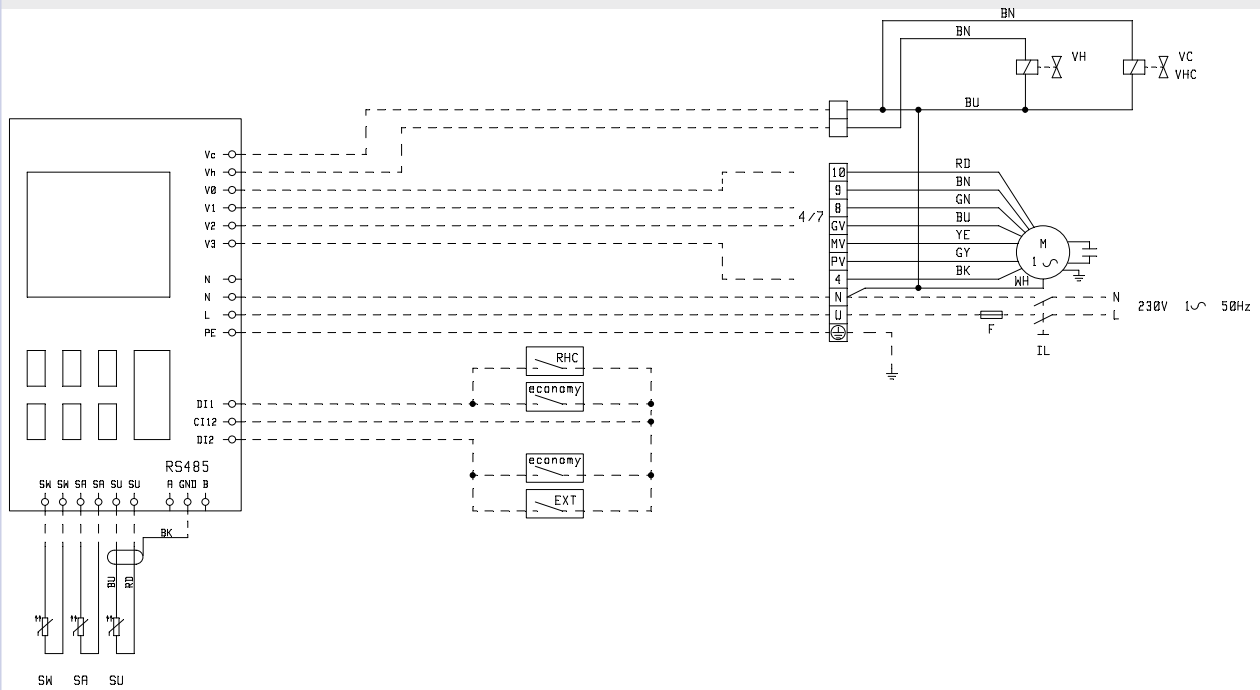 BN
BN
VH
VC
VHC
BU
Vc
Vh
V0
V1
V2
V3
N
N
L
PE
4/7
10
9
8
GV
MV
PV
4
N
U
RD
BN
GN
BU
YE
GY
BK
WH
M
1
N
L
230V 1 50Hz
F
IL
RHC
economy
DI1
CI12
DI2
economy
EXT
RS485
SW SW SA SA SU SU A GND B
BK
BU
RD
SW SA SU